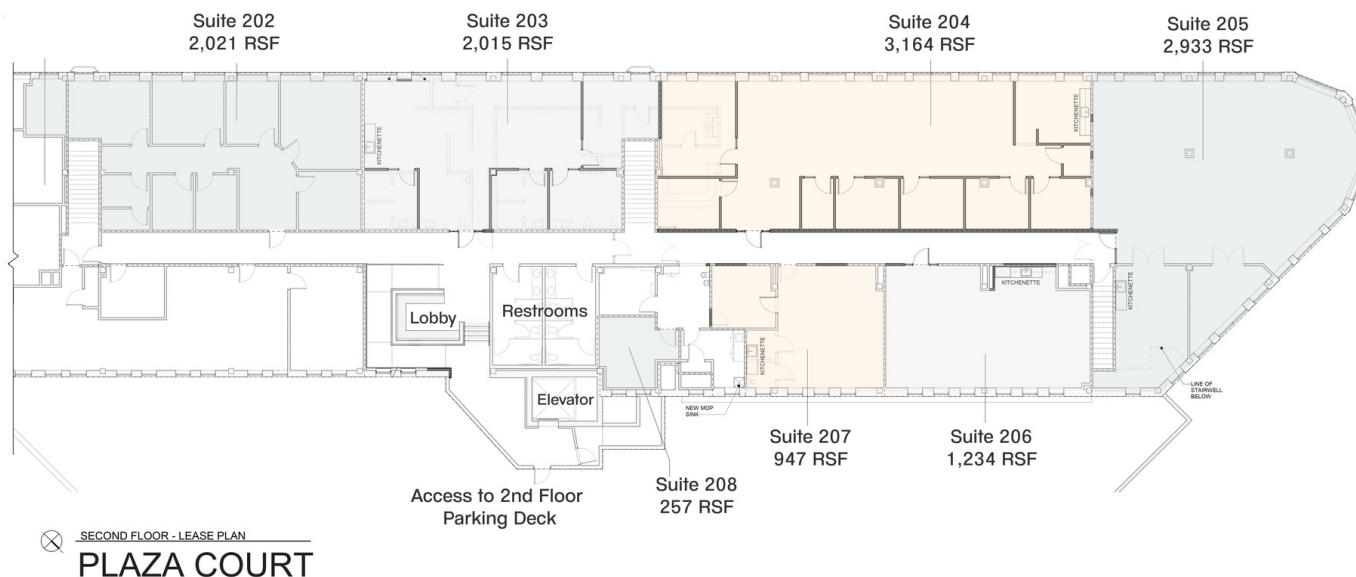 Suite 202
2,021 RSF
Suite 203
2,015 RSF
Suite 204
3,164 RSF
Suite 205
2,933 RSF
KITCHENETTE
KITCHENETTE
Lobby
Restrooms
KITCHENETTE
KITCHENETTE
KITCHENETTE
Elevator
NEW MOP
SINK
LINE OF
STAIRWELL
BELOW
Suite 207
947 RSF
Suite 206
1,234 RSF
Suite 208
257 RSF
Access to 2nd Floor
Parking Deck
SECOND FLOOR - LEASE PLAN
PLAZA COURT